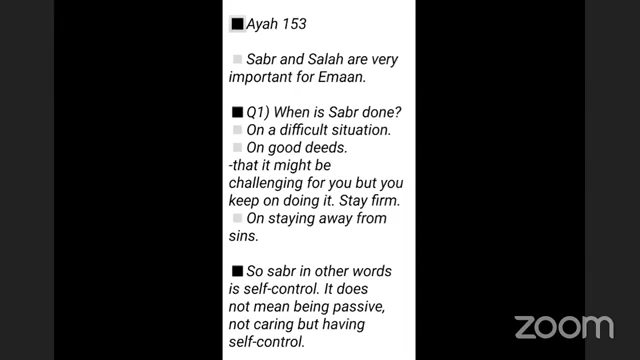 Ayah 153
Sabr and Salah are very
important for Emaan.
Q1) When is Sabr done?
On a difficult situation.
On good deeds.
-that it might be
challenging for you but you
keep on doing it. Stay firm.
On staying away from
sins.
So sabr in other words
is self-control. It does
not mean being passive,
not caring but having
self-control.
zoom